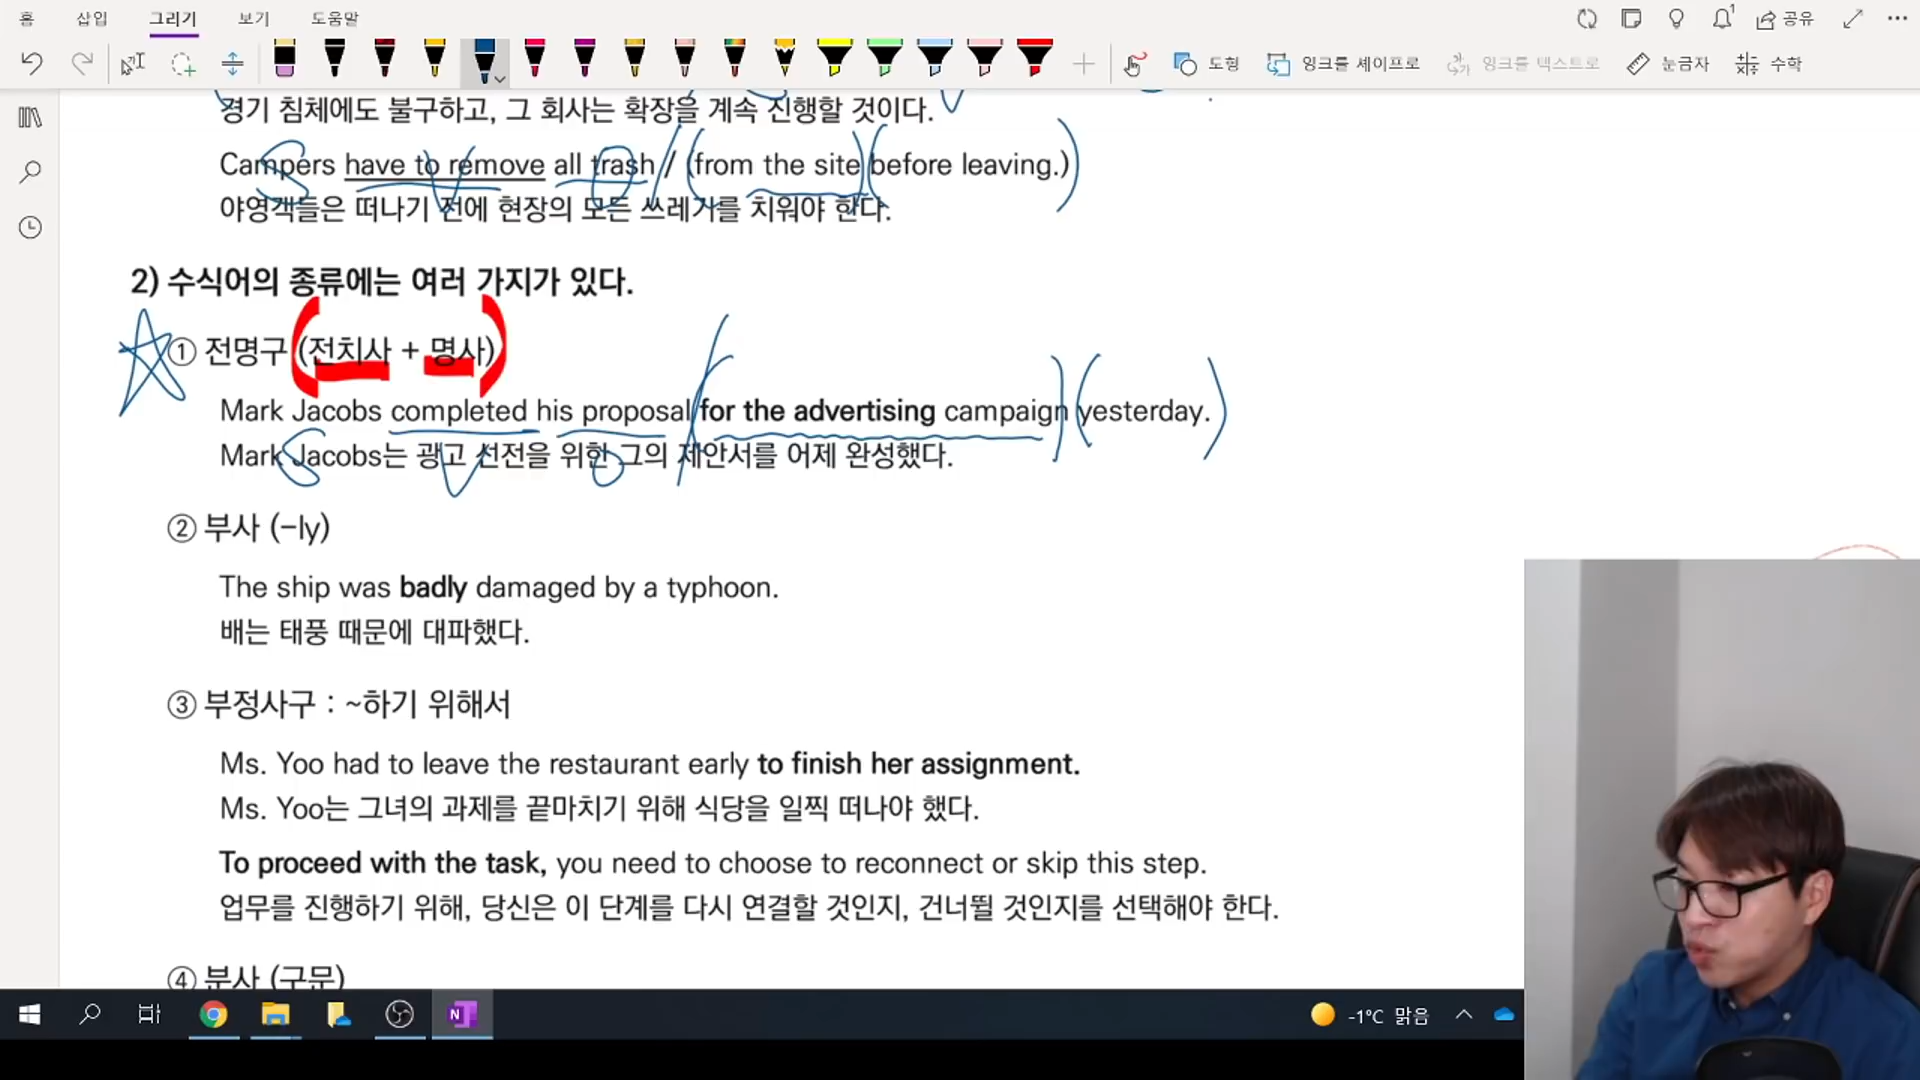 홈 삽입 그리기 보기 도움말 공유
도형 잉크를 셰이프로 잉크를 텍스트로 눈금자 수학
경기 침체에도 불구하고, 그 회사는 확장을 계속 진행할 것이다.
Campers have to remove all trash / (from the site (before leaving.)
S V O
야영객들은 떠나기 전에 현장의 모든 쓰레기를 치워야 한다.
2) 수식어의 종류에는 여러 가지가 있다.
① 전명구 (전치사 + 명사)
Mark Jacobs completed his proposal for the advertising campaign yesterday.
S V O
Mark Jacobs는 광고 선전을 위한 그의 제안서를 어제 완성했다.
② 부사 (-ly)
The ship was badly damaged by a typhoon.
배는 태풍 때문에 대파했다.
③ 부정사구 : ~하기 위해서
Ms. Yoo had to leave the restaurant early to finish her assignment.
Ms. Yoo는 그녀의 과제를 끝마치기 위해 식당을 일찍 떠나야 했다.
To proceed with the task, you need to choose to reconnect or skip this step.
업무를 진행하기 위해, 당신은 이 단계를 다시 연결할 것인지, 건너뛸 것인지를 선택해야 한다.
④ 분사 (구문)
N -1°C 맑음